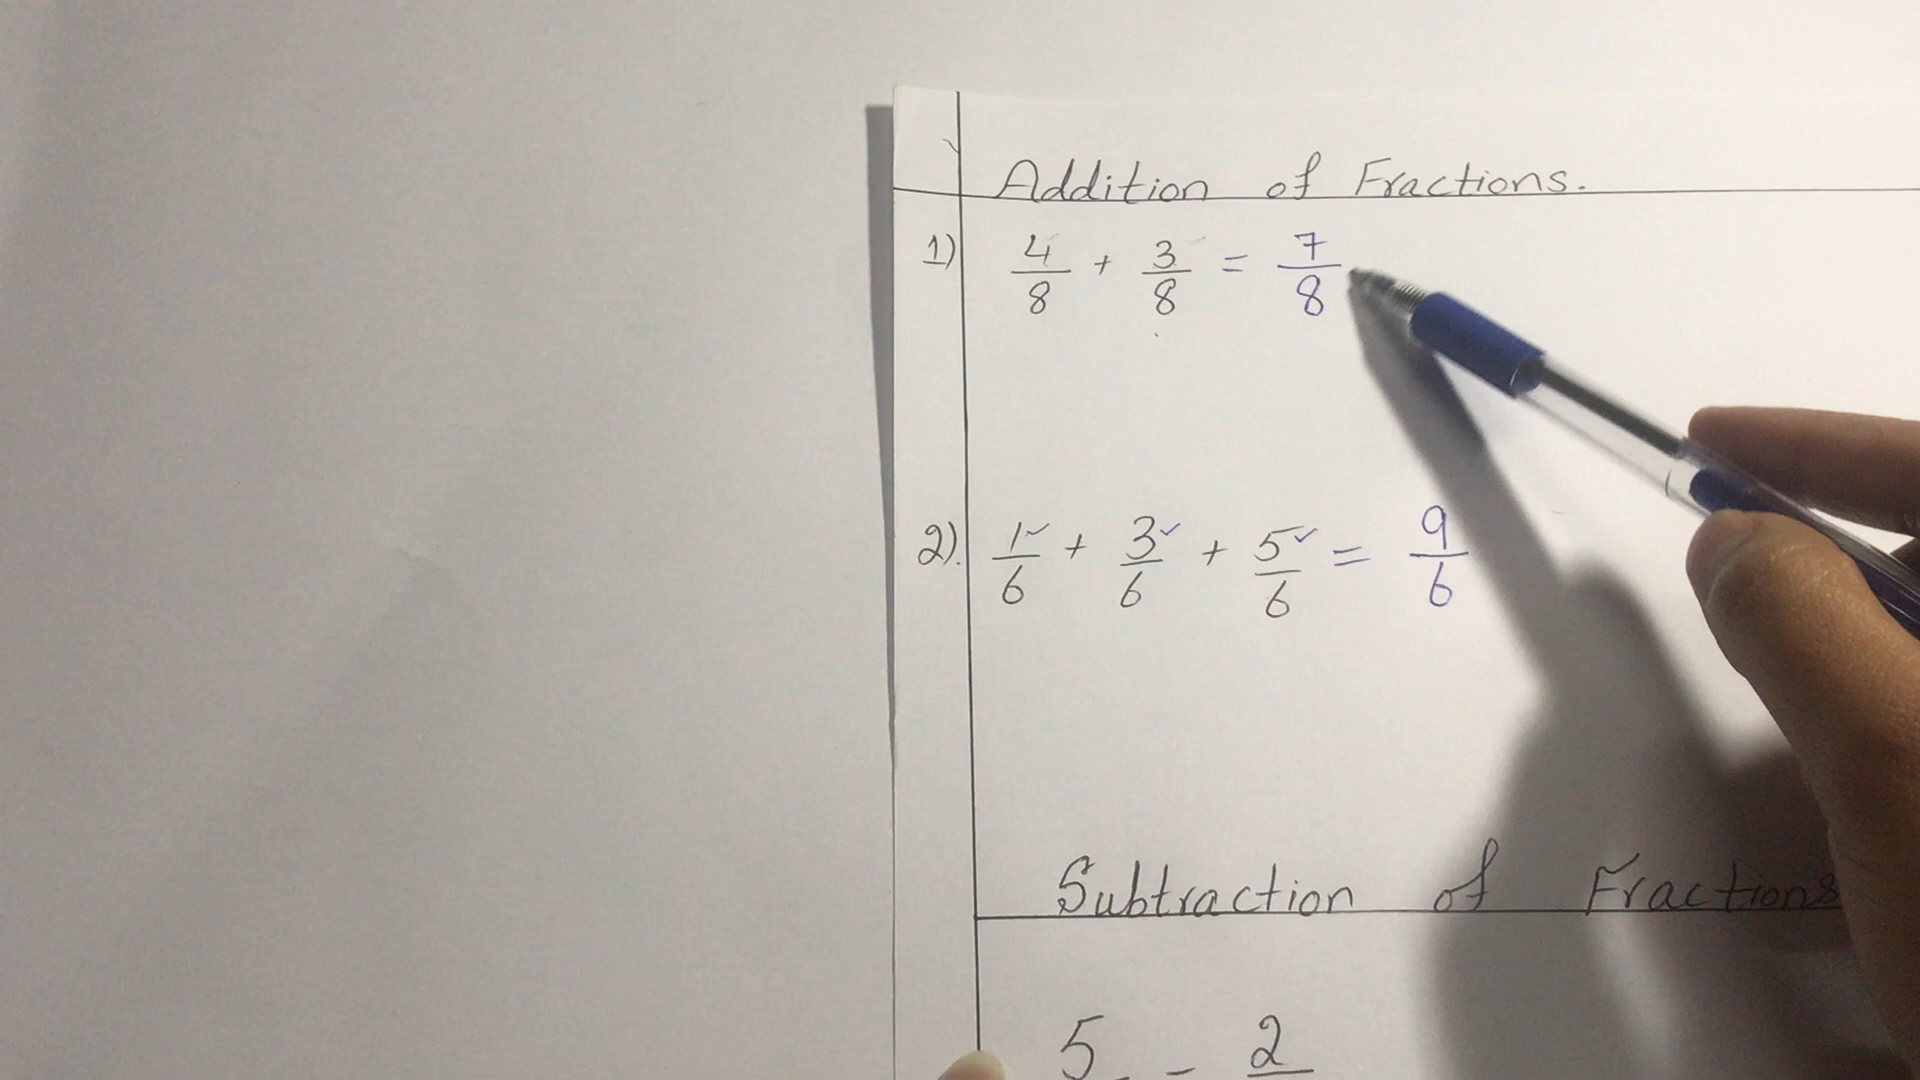 Addition of Fractions.
1) 4/8 + 3/8 = 7/8
2). 1/6 + 3/6 + 5/6 = 9/6
Subtraction of Fractions
5 - 2